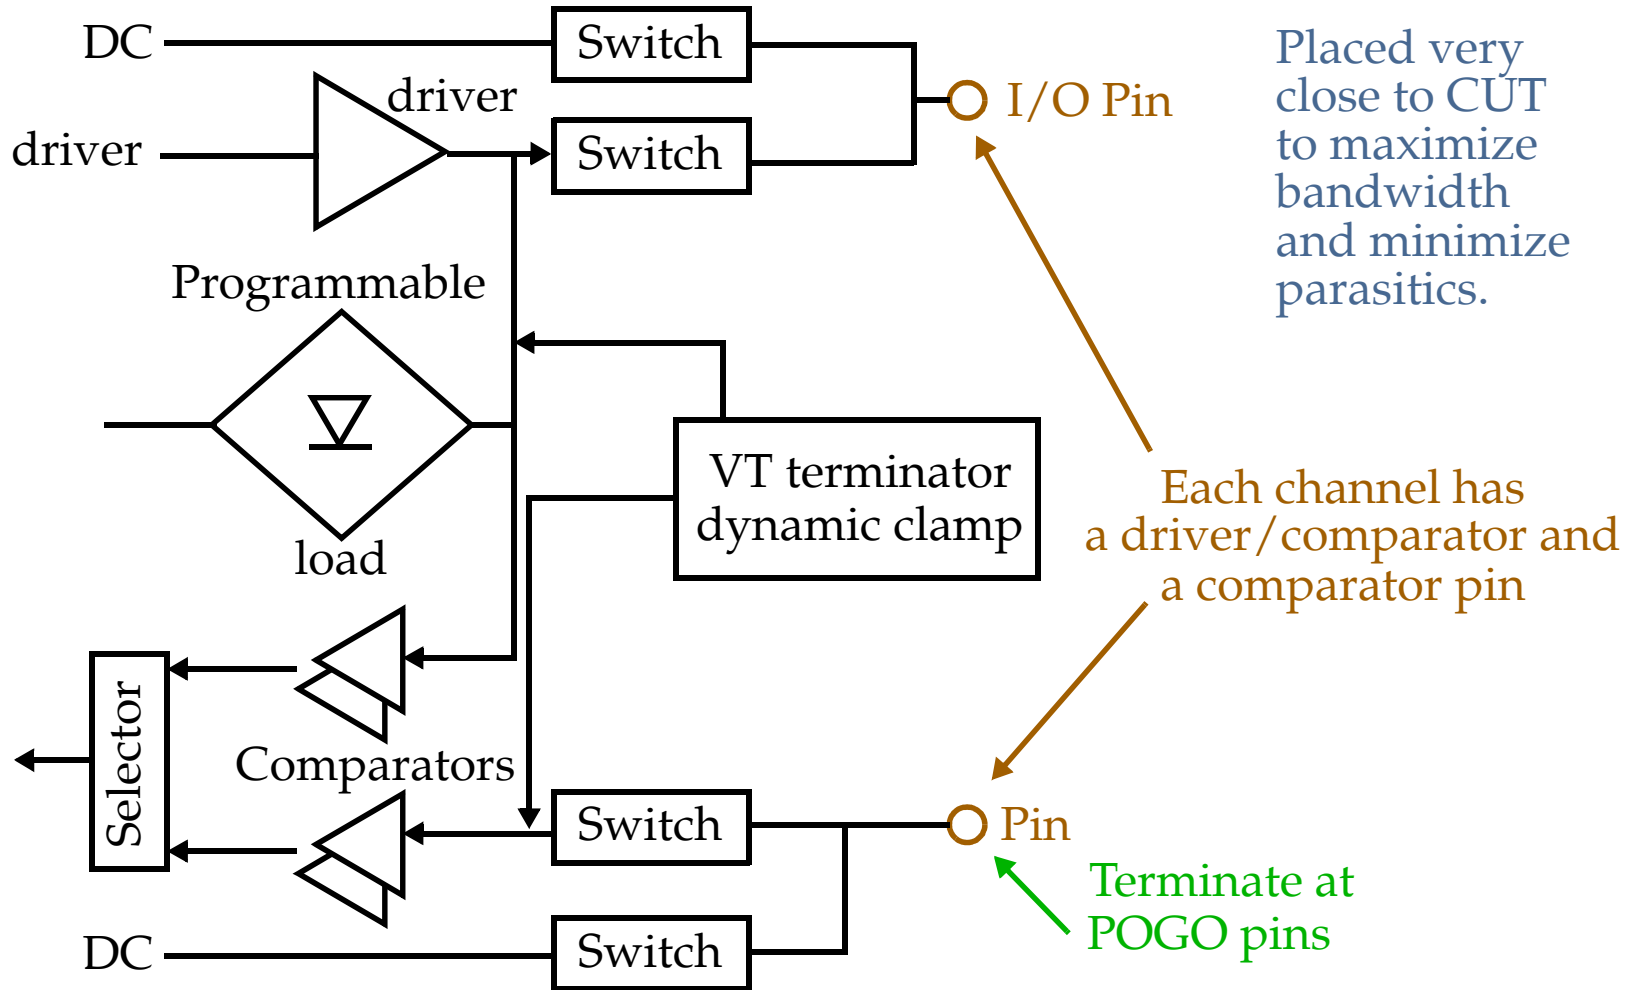 DC
Switch
driver
driver
Switch
I/O Pin
Placed very
close to CUT
to maximize
bandwidth
and minimize
parasitics.
Programmable
load
VT terminator
dynamic clamp
Each channel has
a driver/comparator and
a comparator pin
Selector
Comparators
Switch
Pin
Terminate at
POGO pins
DC
Switch